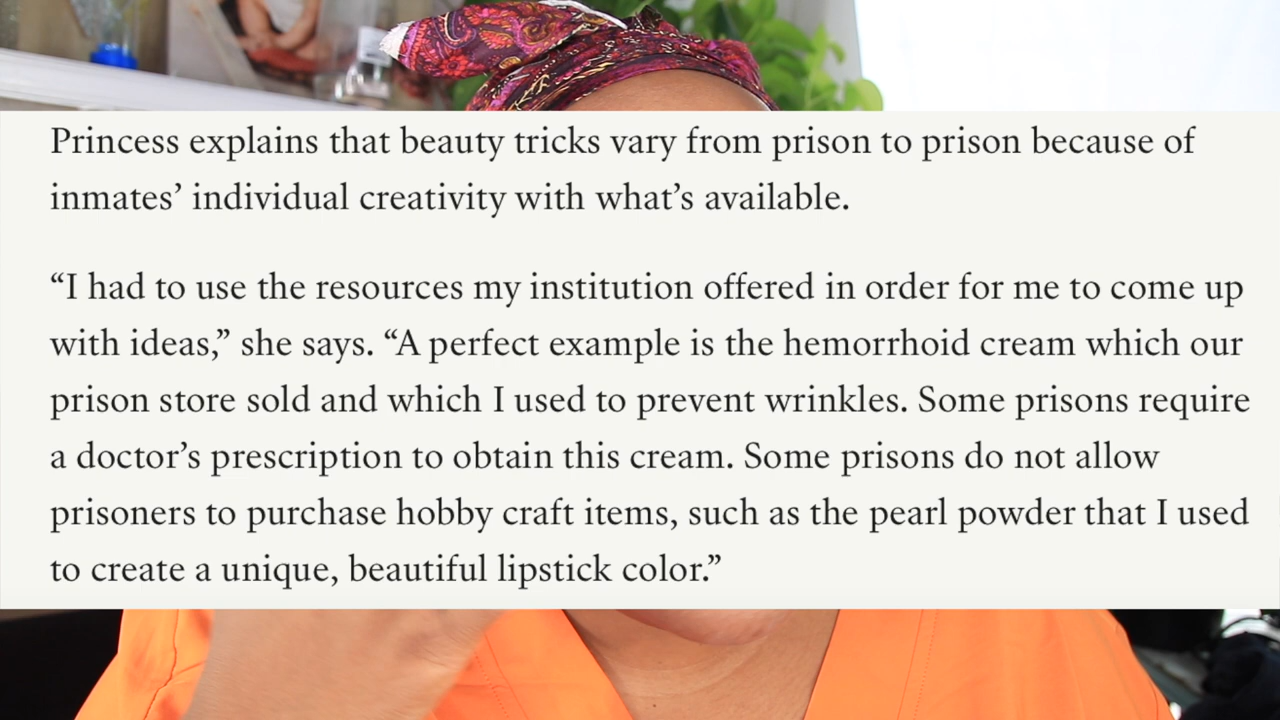 Princess explains that beauty tricks vary from prison to prison because of
inmates’ individual creativity with what’s available.
“I had to use the resources my institution offered in order for me to come up
with ideas,” she says. “A perfect example is the hemorrhoid cream which our
prison store sold and which I used to prevent wrinkles. Some prisons require
a doctor’s prescription to obtain this cream. Some prisons do not allow
prisoners to purchase hobby craft items, such as the pearl powder that I used
to create a unique, beautiful lipstick color.”